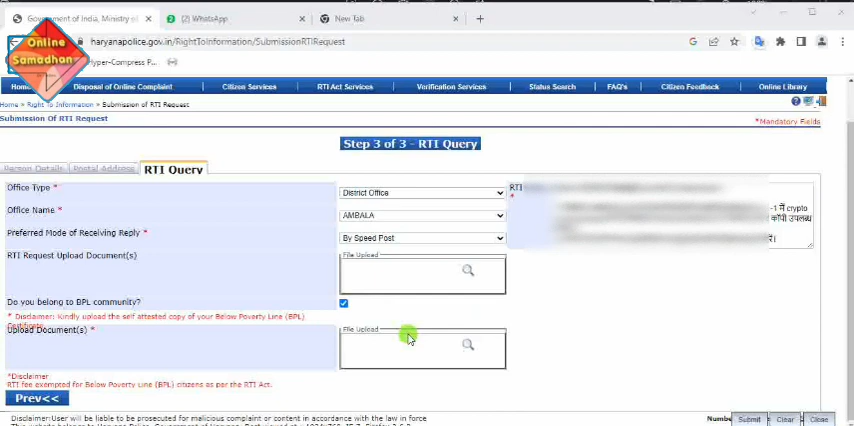 Government of India, Ministry of
(2) WhatsApp
New Tab
haryanapolice.gov.in/RightToInformation/SubmissionRTIRequest
Online
Samadhan
Hyper-Compress P...
Home
Disposal of Online Complaint
Citizen Services
RTI Act Services
Verification Services
Status Search
FAQ's
Citizen Feedback
Online Library
Home > Right To Information > Submission of RTI Request
Submission Of RTI Request
*Mandatory Fields
Step 3 of 3 - RTI Query
Person Details
Postal Address
RTI Query
Office Type *
District Office
RTI
*
Office Name *
AMBALA
-1 में crypto
कॉपी उपलब्ध
Preferred Mode of Receiving Reply *
By Speed Post
RTI Request Upload Document(s)
File Upload
Do you belong to BPL community?
* Disclaimer: Kindly upload the self attested copy of your Below Poverty Line (BPL)
Certificate
Upload Document(s) *
File Upload
*Disclaimer
RTI fee exempted for Below Poverty Line (BPL) citizens as per the RTI Act.
Prev<<
Disclaimer:User will be liable to be prosecuted for malicious complaint or content in accordance with the law in force
Submit
Clear
Close